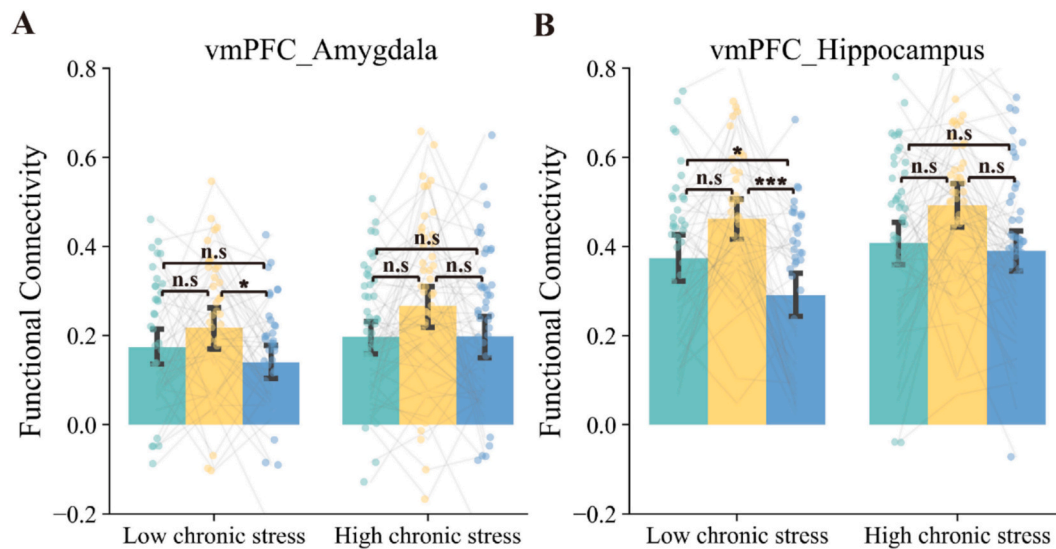 A
vmPFC_Amygdala
Functional Connectivity
0.8
0.6
0.4
0.2
0.0
−0.2
n.s
n.s
*
n.s
n.s
n.s
Low chronic stress
High chronic stress
B
vmPFC_Hippocampus
Functional Connectivity
0.8
0.6
0.4
0.2
0.0
−0.2
*
n.s
***
n.s
n.s
n.s
Low chronic stress
High chronic stress